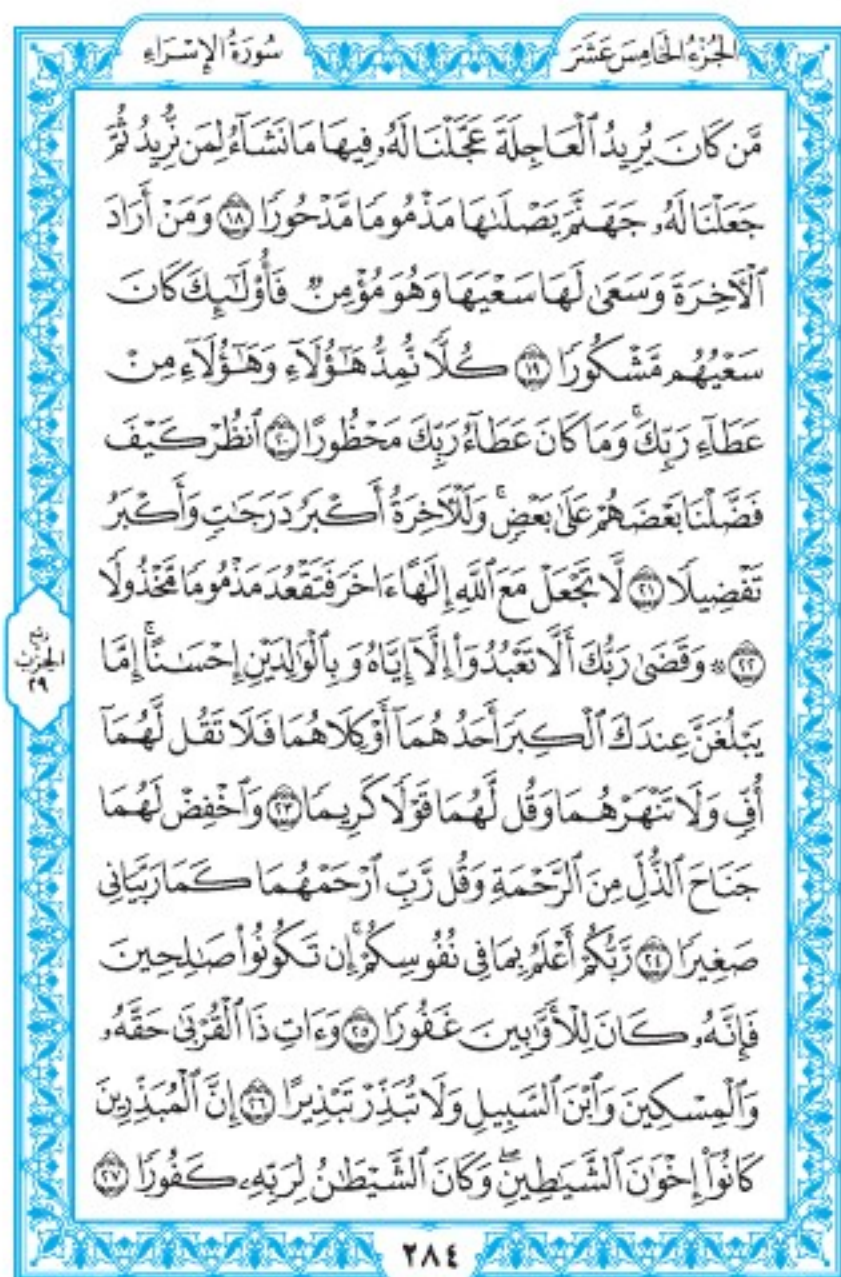 الجُزْءُ الخَامِسَ عَشَرَ
سُورَةُ الإِسْرَاءِ
مَّن كَانَ يُرِيدُ ٱلْعَاجِلَةَ عَجَّلْنَا لَهُۥ فِيهَا مَا نَشَآءُ لِمَن نُّرِيدُ ثُمَّ
جَعَلْنَا لَهُۥ جَهَنَّمَ يَصْلَىٰهَا مَذْمُومًا مَّدْحُورًا ١٨ وَمَنْ أَرَادَ
ٱلْءَاخِرَةَ وَسَعَىٰ لَهَا سَعْيَهَا وَهُوَ مُؤْمِنٌ فَأُو۟لَٰٓئِكَ كَانَ
سَعْيُهُم مَّشْكُورًا ١٩ كُلًّا نُّمِدُّ هَٰٓؤُلَآءِ وَهَٰٓؤُلَآءِ مِنْ
عَطَآءِ رَبِّكَ ۚ وَمَا كَانَ عَطَآءُ رَبِّكَ مَحْظُورًا ٢٠ ٱنظُرْ كَيْفَ
فَضَّلْنَا بَعْضَهُمْ عَلَىٰ بَعْضٍ ۚ وَلَلْءَاخِرَةُ أَكْبَرُ دَرَجَٰتٍ وَأَكْبَرُ
تَفْضِيلًا ٢١ لَّا تَجْعَلْ مَعَ ٱللَّهِ إِلَٰهًا ءَاخَرَ فَتَقْعُدَ مَذْمُومًا مَّخْذُولًا
٢٢ ۞ وَقَضَىٰ رَبُّكَ أَلَّا تَعْبُدُوٓا۟ إِلَّآ إِيَّاهُ وَبِٱلْوَٰلِدَيْنِ إِحْسَٰنًا ۚ إِمَّا
يَبْلُغَنَّ عِندَكَ ٱلْكِبَرَ أَحَدُهُمَآ أَوْ كِلَاهُمَا فَلَا تَقُل لَّهُمَآ
أُفٍّ وَلَا تَنْهَرْهُمَا وَقُل لَّهُمَا قَوْلًا كَرِيمًا ٢٣ وَٱخْفِضْ لَهُمَا
جَنَاحَ ٱلذُّلِّ مِنَ ٱلرَّحْمَةِ وَقُل رَّبِّ ٱرْحَمْهُمَا كَمَا رَبَّيَانِى
صَغِيرًا ٢٤ رَّبُّكُمْ أَعْلَمُ بِمَا فِى نُفُوسِكُمْ ۚ إِن تَكُونُوا۟ صَٰلِحِينَ
فَإِنَّهُۥ كَانَ لِلْأَوَّٰبِينَ غَفُورًا ٢٥ وَءَاتِ ذَا ٱلْقُرْبَىٰ حَقَّهُۥ
وَٱلْمِسْكِينَ وَٱبْنَ ٱلسَّبِيلِ وَلَا تُبَذِّرْ تَبْذِيرًا ٢٦ إِنَّ ٱلْمُبَذِّرِينَ
كَانُوٓا۟ إِخْوَٰنَ ٱلشَّيَٰطِينِ ۖ وَكَانَ ٱلشَّيْطَٰنُ لِرَبِّهِۦ كَفُورًا ٢٧
ربع
الحزب
٢٩
٢٨٤